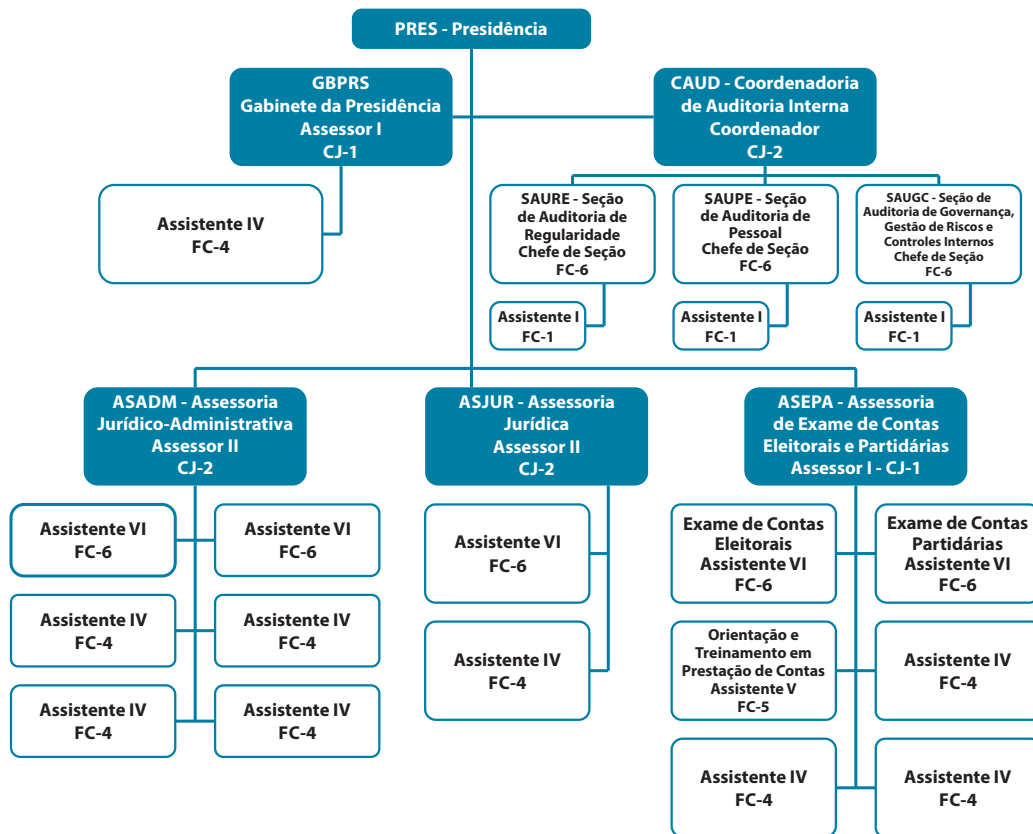 PRES - Presidência
GBPRS
Gabinete da Presidência
Assessor I
CJ-1
CAUD - Coordenadoria
de Auditoria Interna
Coordenador
CJ-2
Assistente IV
FC-4
SAURE - Seção
de Auditoria de
Regularidade
Chefe de Seção
FC-6
SAUPE - Seção
de Auditoria de
Pessoal
Chefe de Seção
FC-6
SAUGC - Seção de
Auditoria de Governança,
Gestão de Riscos e
Controles Internos
Chefe de Seção
FC-6
Assistente I
FC-1
Assistente I
FC-1
Assistente I
FC-1
ASADM - Assessoria
Jurídico-Administrativa
Assessor II
CJ-2
ASJUR - Assessoria
Jurídica
Assessor II
CJ-2
ASEPA - Assessoria
de Exame de Contas
Eleitorais e Partidárias
Assessor I - CJ-1
Assistente VI
FC-6
Assistente VI
FC-6
Assistente IV
FC-4
Assistente IV
FC-4
Assistente IV
FC-4
Assistente IV
FC-4
Assistente VI
FC-6
Assistente IV
FC-4
Exame de Contas
Eleitorais
Assistente VI
FC-6
Exame de Contas
Partidárias
Assistente VI
FC-6
Orientação e
Treinamento em
Prestação de Contas
Assistente V
FC-5
Assistente IV
FC-4
Assistente IV
FC-4
Assistente IV
FC-4